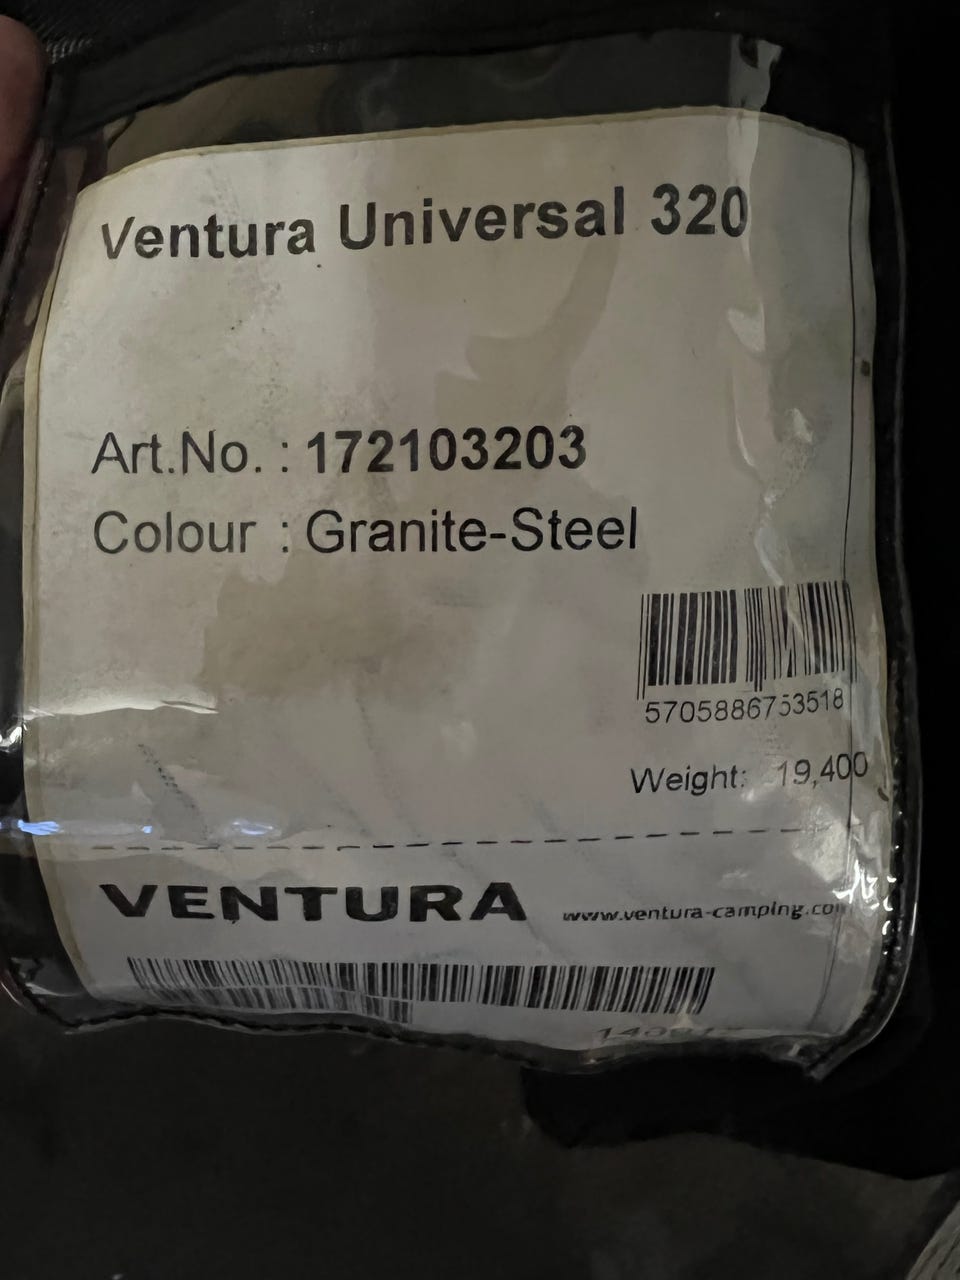 Ventura Universal 320
Art.No. : 172103203
Colour : Granite-Steel
5705886753518
Weight: 19,400
VENTURA
www.ventura-camping.com